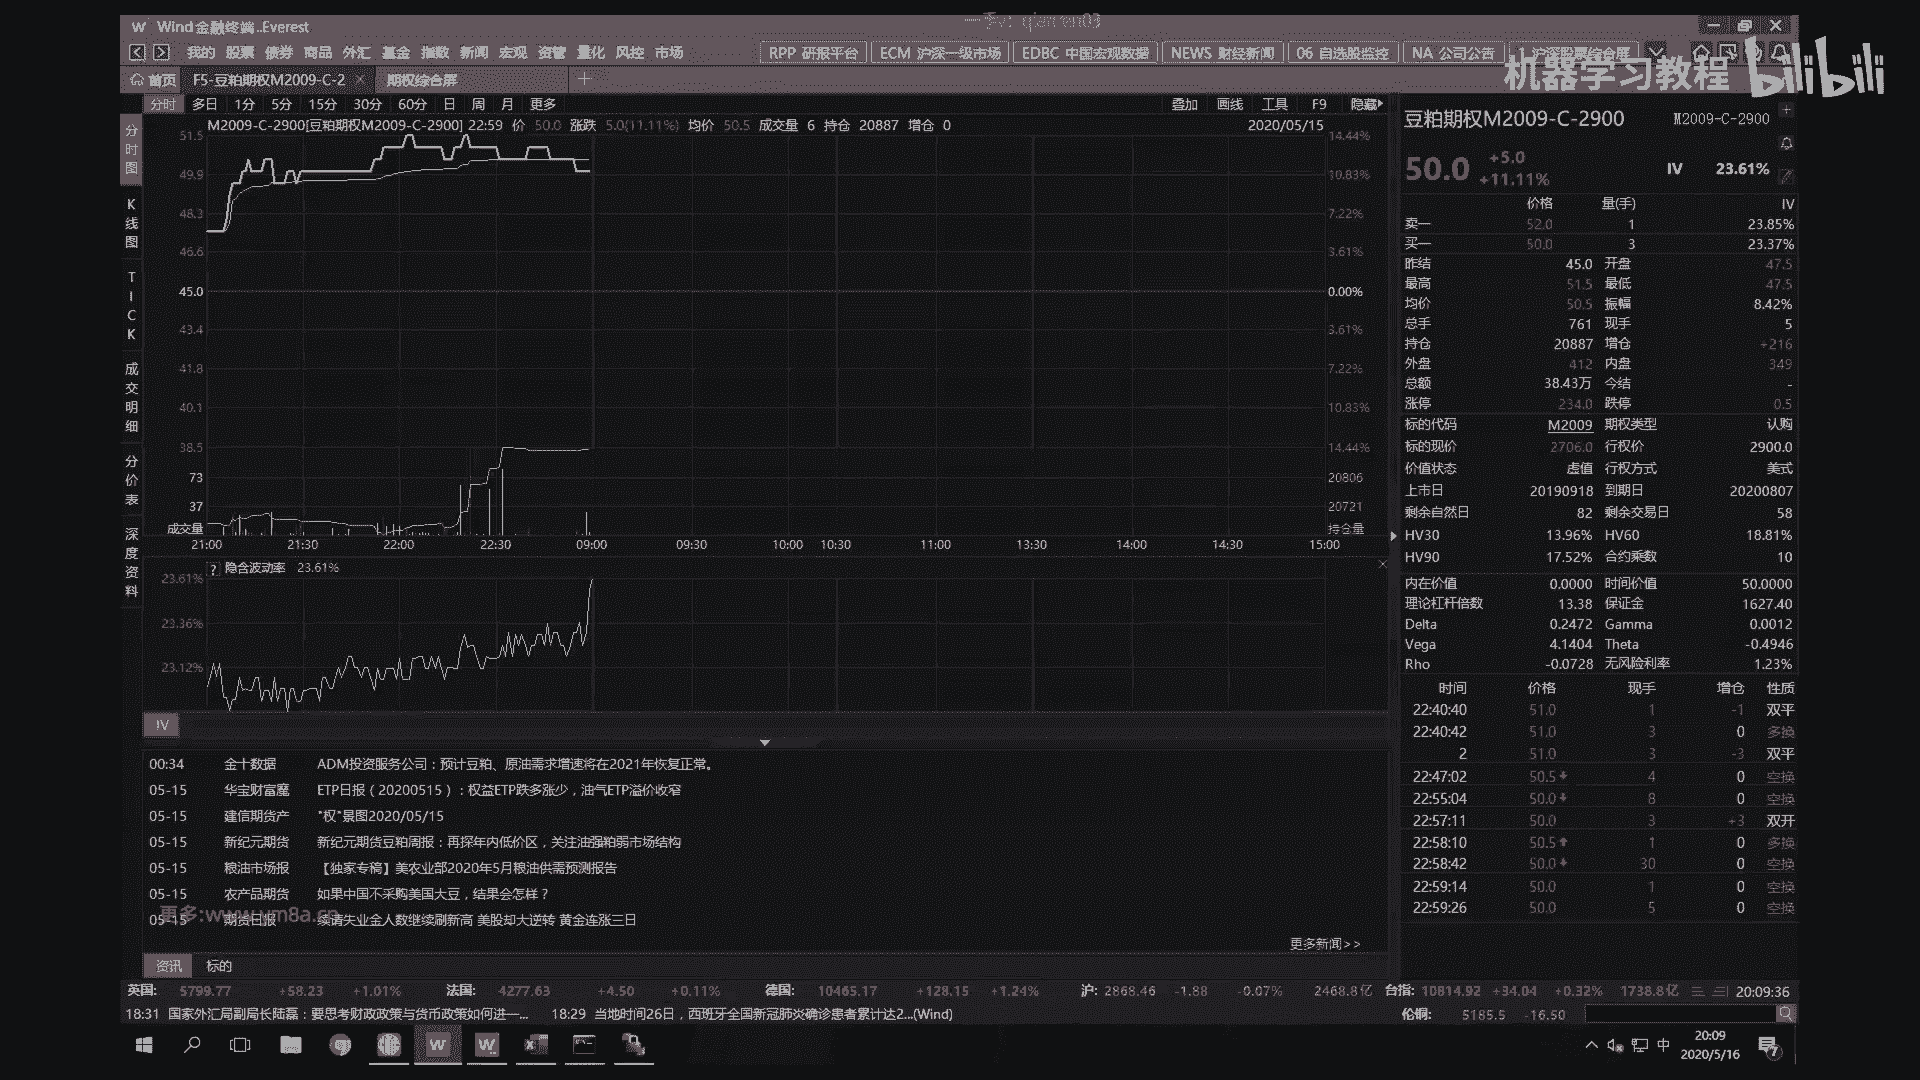 Wind金融终端..Everest
我的 股票 债券 商品 外汇 基金 指数 新闻 宏观 资管 量化 风控 市场
RPP 研报平台 ECM 沪深一级市场 EDBC 中国宏观数据 NEWS 财经新闻 06 自选股监控 NA 公司公告 1 沪深股票综合屏
机器学习教程 bilibili
首页 F5-豆粕期权M2009-C-2 期权综合屏
分时 多日 1分 5分 15分 30分 60分 日 周 月 更多 叠加 画线 工具 F9 隐藏
M2009-C-2900[豆粕期权M2009-C-2900] 22:59 价 50.0 涨跌 5.0(11.11%) 均价 50.5 成交量 6 持仓 20887 增仓 0 2020/05/15
分时图
K线图
TICK
成交明细
分价表
深度资料
51.5 14.44%
49.9 10.83%
48.3 7.22%
46.6 3.61%
45.0 0.00%
43.4 3.61%
41.8 7.22%
40.1 10.83%
38.5 14.44%
73 20806
37 20721
成交量 持仓量
21:00 21:30 22:00 22:30 09:00 09:30 10:00 10:30 11:00 13:30 14:00 14:30 15:00
? 隐含波动率 23.61%
23.61%
23.36%
23.12%
IV
00:34 金十数据 ADM投资服务公司：预计豆粕、原油需求增速将在2021年恢复正常。
05-15 华宝财富魔 ETP日报（20200515）：权益ETP跌多涨少，油气ETP溢价收窄
05-15 建信期货产 "权"景图2020/05/15
05-15 新纪元期货 新纪元期货豆粕周报：再探年内低价区，关注油强粕弱市场结构
05-15 粮油市场报 【独家专稿】美农业部2020年5月粮油供需预测报告
05-15 农产品期货 如果中国不采购美国大豆，结果会怎样？
05-15 期货日报 续请失业金人数继续刷新高 美股却大逆转 黄金连涨三日
更多新闻>>
资讯 标的
豆粕期权M2009-C-2900 M2009-C-2900
50.0 +5.0 +11.11% IV 23.61%
价格 量(手) IV
卖一 52.0 1 23.85%
买一 50.0 3 23.37%
昨结 45.0 开盘 47.5
最高 51.5 最低 47.5
均价 50.5 振幅 8.42%
总手 761 现手 5
持仓 20887 增仓 +216
外盘 412 内盘 349
总额 38.43万 今结 -
涨停 234.0 跌停 0.5
标的代码 M2009 期权类型 认购
标的现价 2706.0 行权价 2900.0
价值状态 虚值 行权方式 美式
上市日 20190918 到期日 20200807
剩余自然日 82 剩余交易日 58
HV30 13.96% HV60 18.81%
HV90 17.52% 合约乘数 10
内在价值 0.0000 时间价值 50.0000
理论杠杆倍数 13.38 保证金 1627.40
Delta 0.2472 Gamma 0.0012
Vega 4.1404 Theta -0.4946
Rho -0.0728 无风险利率 1.23%
时间 价格 现手 增仓 性质
22:40:40 51.0 1 -1 双平
22:40:42 51.0 3 0 多换
2 51.0 3 -3 双平
22:47:02 50.5 4 0 空换
22:55:04 50.0 8 0 空换
22:57:11 50.0 3 +3 双开
22:58:10 50.5 1 0 多换
22:58:42 50.0 30 0 空换
22:59:14 50.0 1 0 空换
22:59:26 50.0 5 0 空换
英国: 5799.77 +58.23 +1.01% 法国: 4277.63 +4.50 +0.11% 德国: 10465.17 +128.15 +1.24% 沪: 2868.46 -1.88 -0.07% 2468.8亿 台指: 10814.92 +34.04 +0.32% 1738.8亿 20:09:36
18:31 国家外汇局副局长陆磊：要思考财政政策与货币政策如何进一... 18:29 当地时间26日，西班牙全国新冠肺炎确诊患者累计达2...(Wind) 伦铜: 5185.5 -16.50
中 20:09
2020/5/16
7